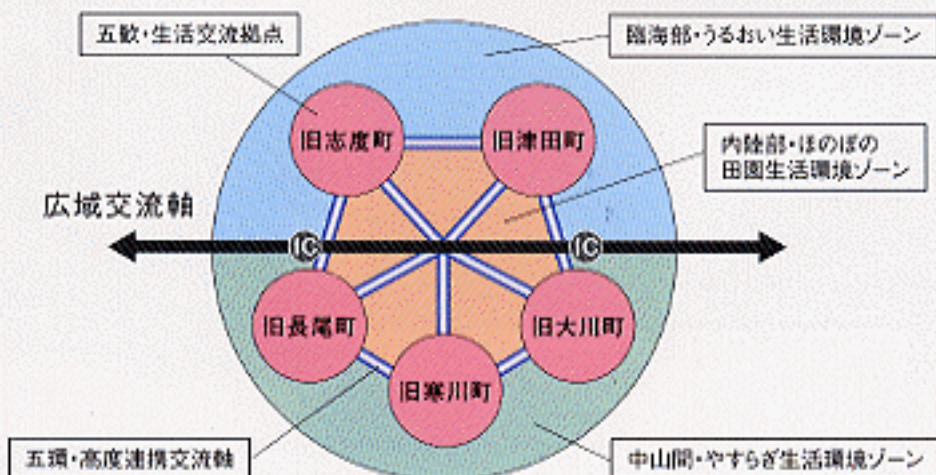 五歓・生活交流拠点
臨海部・うるおい生活環境ゾーン
旧志度町
旧津田町
内陸部・ほのぼの
田園生活環境ゾーン
広域交流軸
IC
IC
旧長尾町
旧大川町
旧寒川町
五環・高度連携交流軸
中山間・やすらぎ生活環境ゾーン